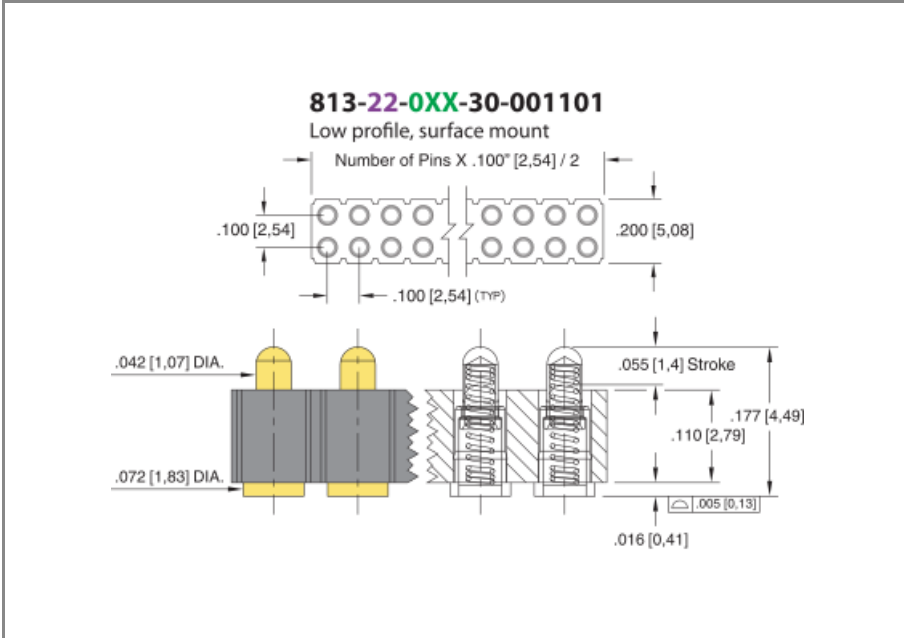 813-22-0XX-30-001101
Low profile, surface mount
Number of Pins X .100" [2,54] / 2
.100 [2,54]
.200 [5,08]
.100 [2,54] (TYP)
.042 [1,07] DIA.
.055 [1,4] Stroke
.177 [4,49]
.110 [2,79]
.072 [1,83] DIA.
.005 [0,13]
.016 [0,41]